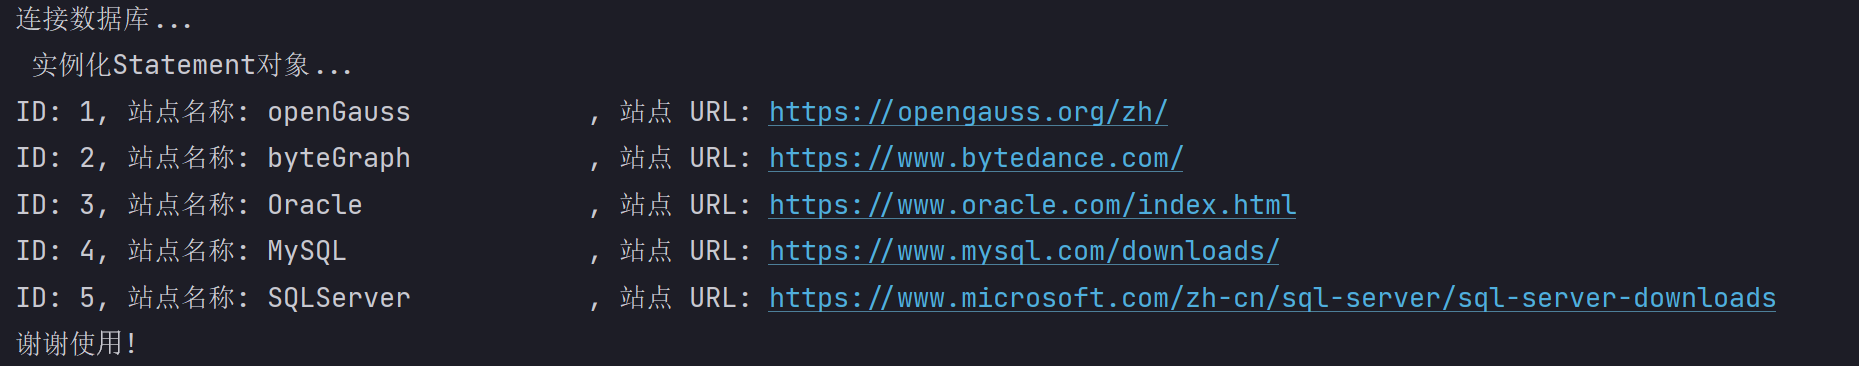 连接数据库...
 实例化Statement对象...
ID: 1, 站点名称: openGauss           , 站点 URL: https://opengauss.org/zh/
ID: 2, 站点名称: byteGraph           , 站点 URL: https://www.bytedance.com/
ID: 3, 站点名称: Oracle              , 站点 URL: https://www.oracle.com/index.html
ID: 4, 站点名称: MySQL               , 站点 URL: https://www.mysql.com/downloads/
ID: 5, 站点名称: SQLServer           , 站点 URL: https://www.microsoft.com/zh-cn/sql-server/sql-server-downloads
谢谢使用!